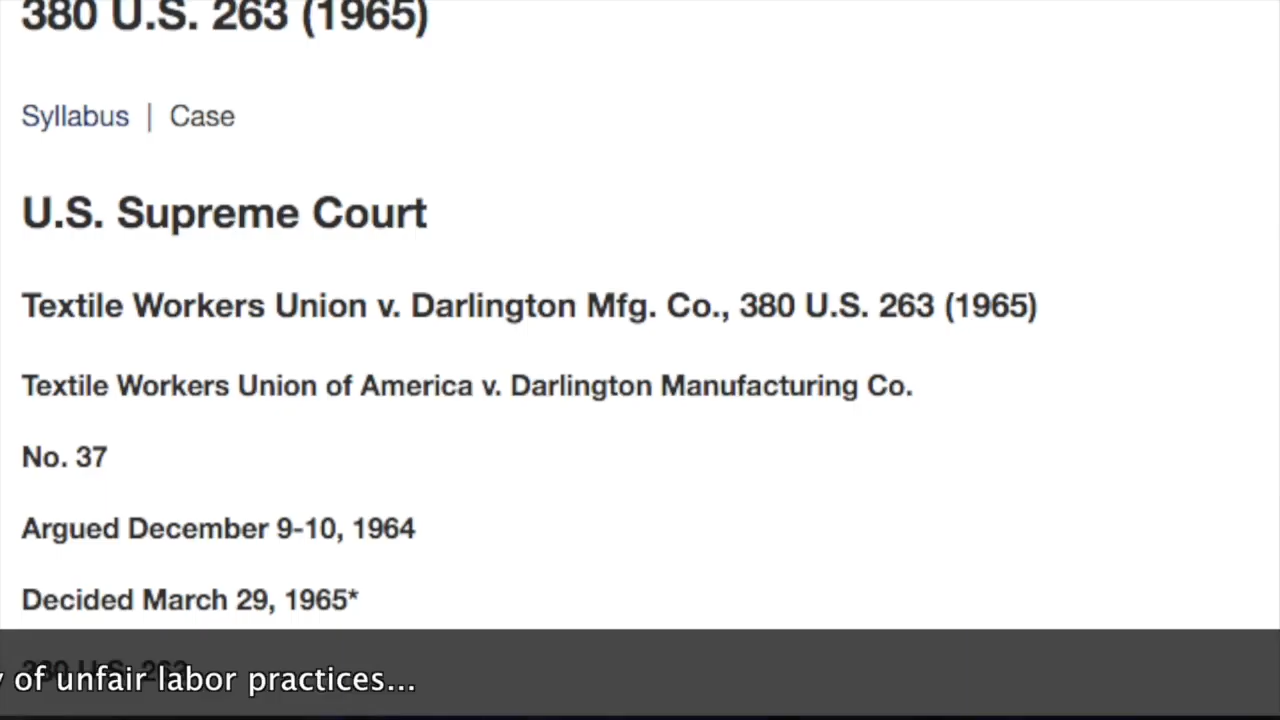 380 U.S. 263 (1965)
Syllabus | Case
U.S. Supreme Court
Textile Workers Union v. Darlington Mfg. Co., 380 U.S. 263 (1965)
Textile Workers Union of America v. Darlington Manufacturing Co.
No. 37
Argued December 9-10, 1964
Decided March 29, 1965*
380 U.S. 263
of unfair labor practices...